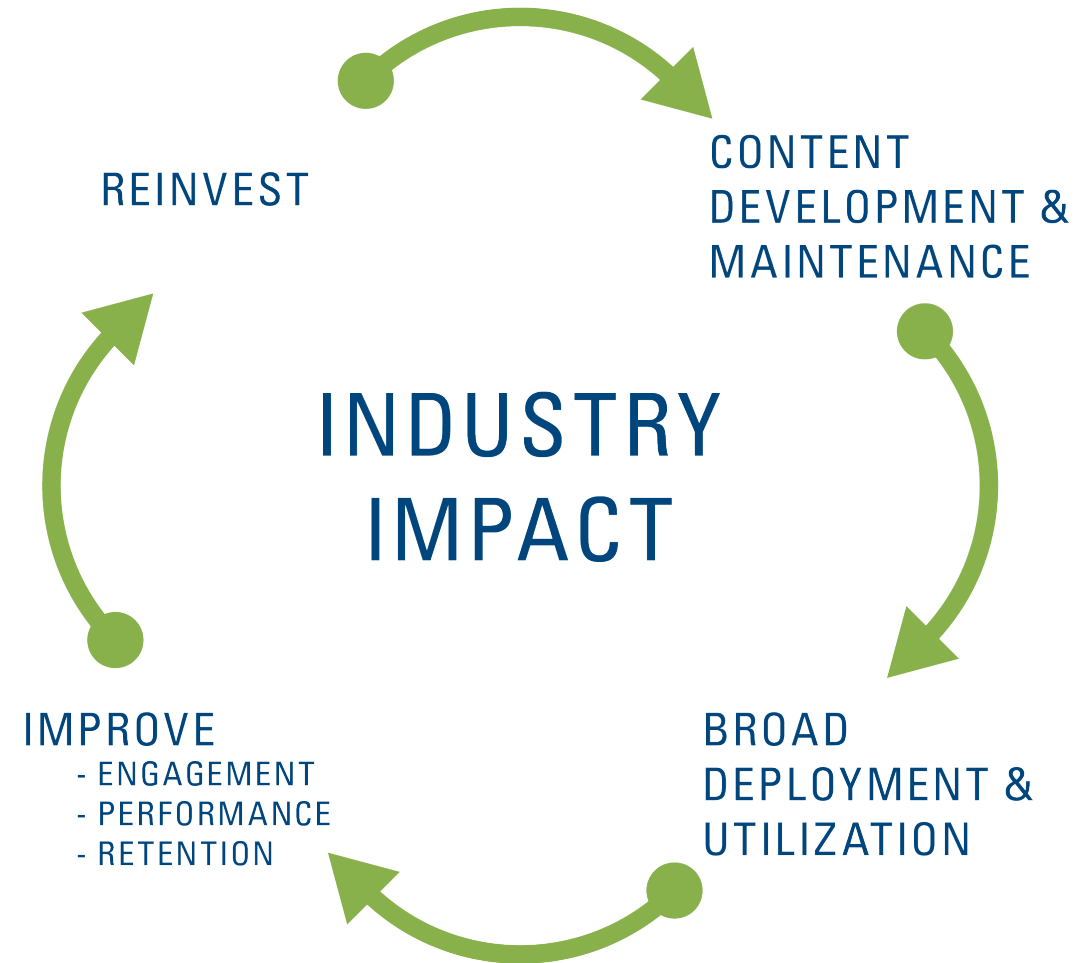 REINVEST
CONTENT
DEVELOPMENT &
MAINTENANCE
INDUSTRY
IMPACT
IMPROVE
- ENGAGEMENT
- PERFORMANCE
- RETENTION
BROAD
DEPLOYMENT &
UTILIZATION